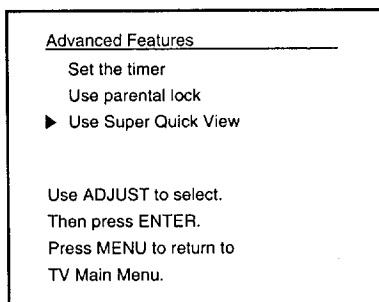 Advanced Features
Set the timer
Use parental lock
▶ Use Super Quick View
Use ADJUST to select.
Then press ENTER.
Press MENU to return to
TV Main Menu.